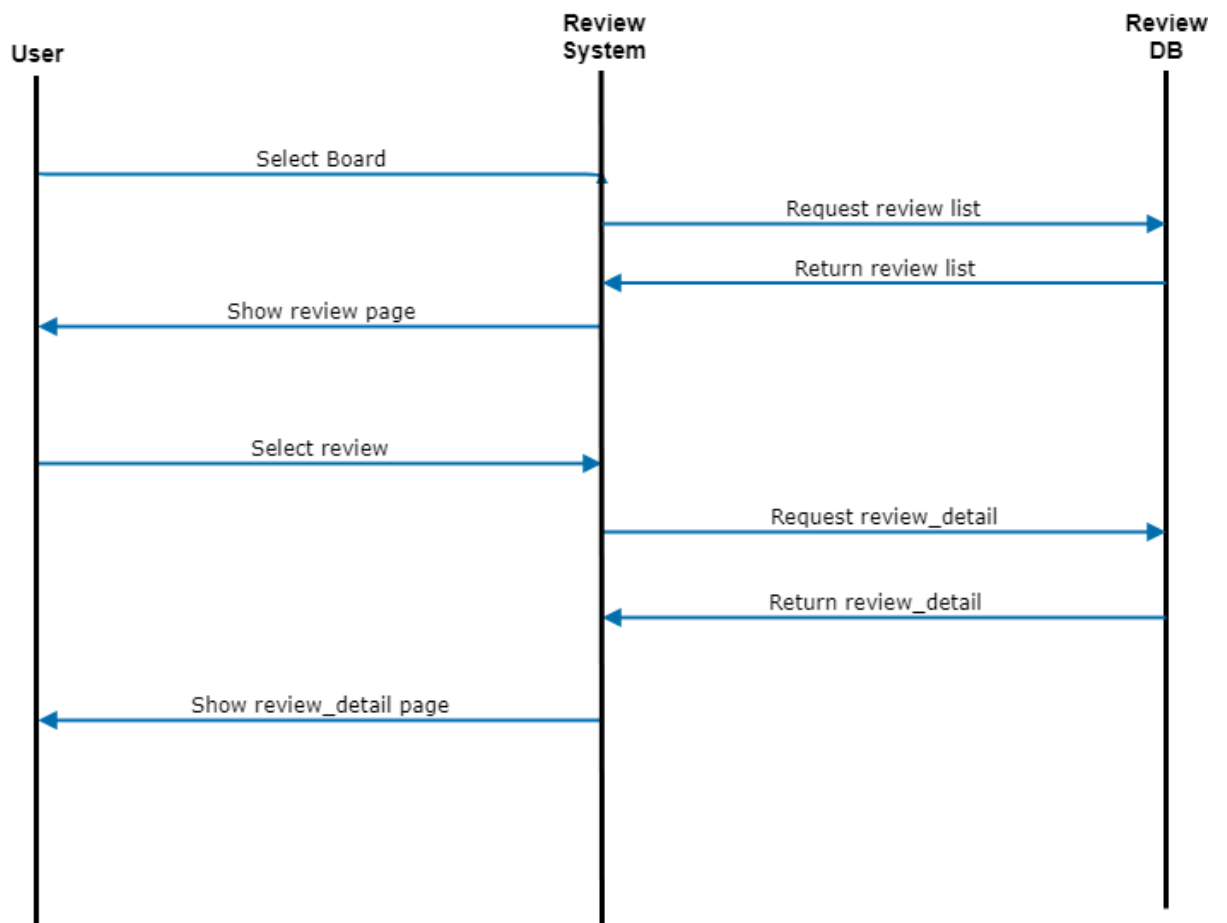 User
Review
System
Review
DB
Select Board
Request review list
Return review list
Show review page
Select review
Request review_detail
Return review_detail
Show review_detail page